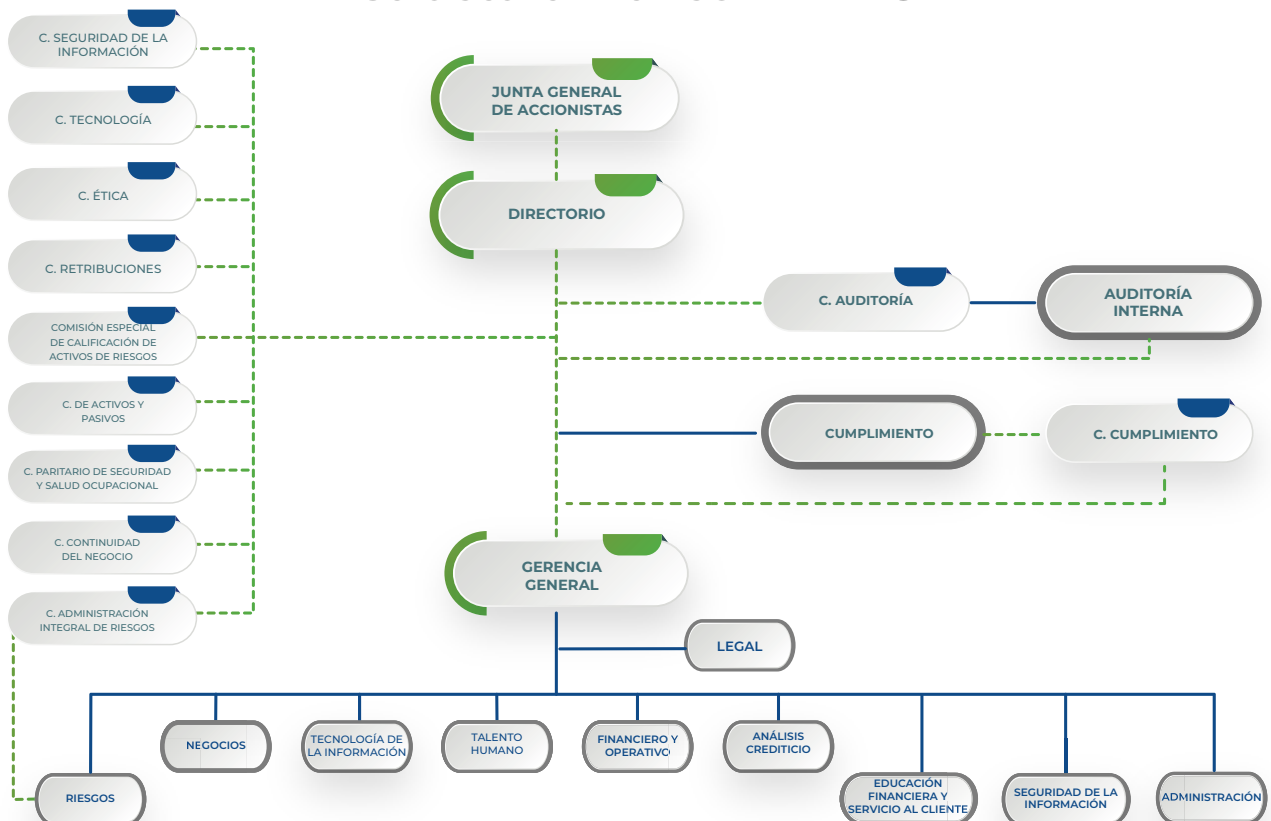 C. SEGURIDAD DE LA
INFORMACIÓN
C. TECNOLOGÍA
C. ÉTICA
C. RETRIBUCIONES
COMISIÓN ESPECIAL
DE CALIFICACIÓN DE
ACTIVOS DE RIESGOS
C. DE ACTIVOS Y
PASIVOS
C. PARITARIO DE SEGURIDAD
Y SALUD OCUPACIONAL
C. CONTINUIDAD
DEL NEGOCIO
C. ADMINISTRACIÓN
INTEGRAL DE RIESGOS
JUNTA GENERAL
DE ACCIONISTAS
DIRECTORIO
C. AUDITORÍA
AUDITORÍA
INTERNA
CUMPLIMIENTO
C. CUMPLIMIENTO
GERENCIA
GENERAL
LEGAL
RIESGOS
NEGOCIOS
TECNOLOGÍA DE
LA INFORMACIÓN
TALENTO
HUMANO
FINANCIERO Y
OPERATIVO
ANÁLISIS
CREDITICIO
EDUCACIÓN
FINANCIERA Y
SERVICIO AL CLIENTE
SEGURIDAD DE LA
INFORMACIÓN
ADMINISTRACIÓN